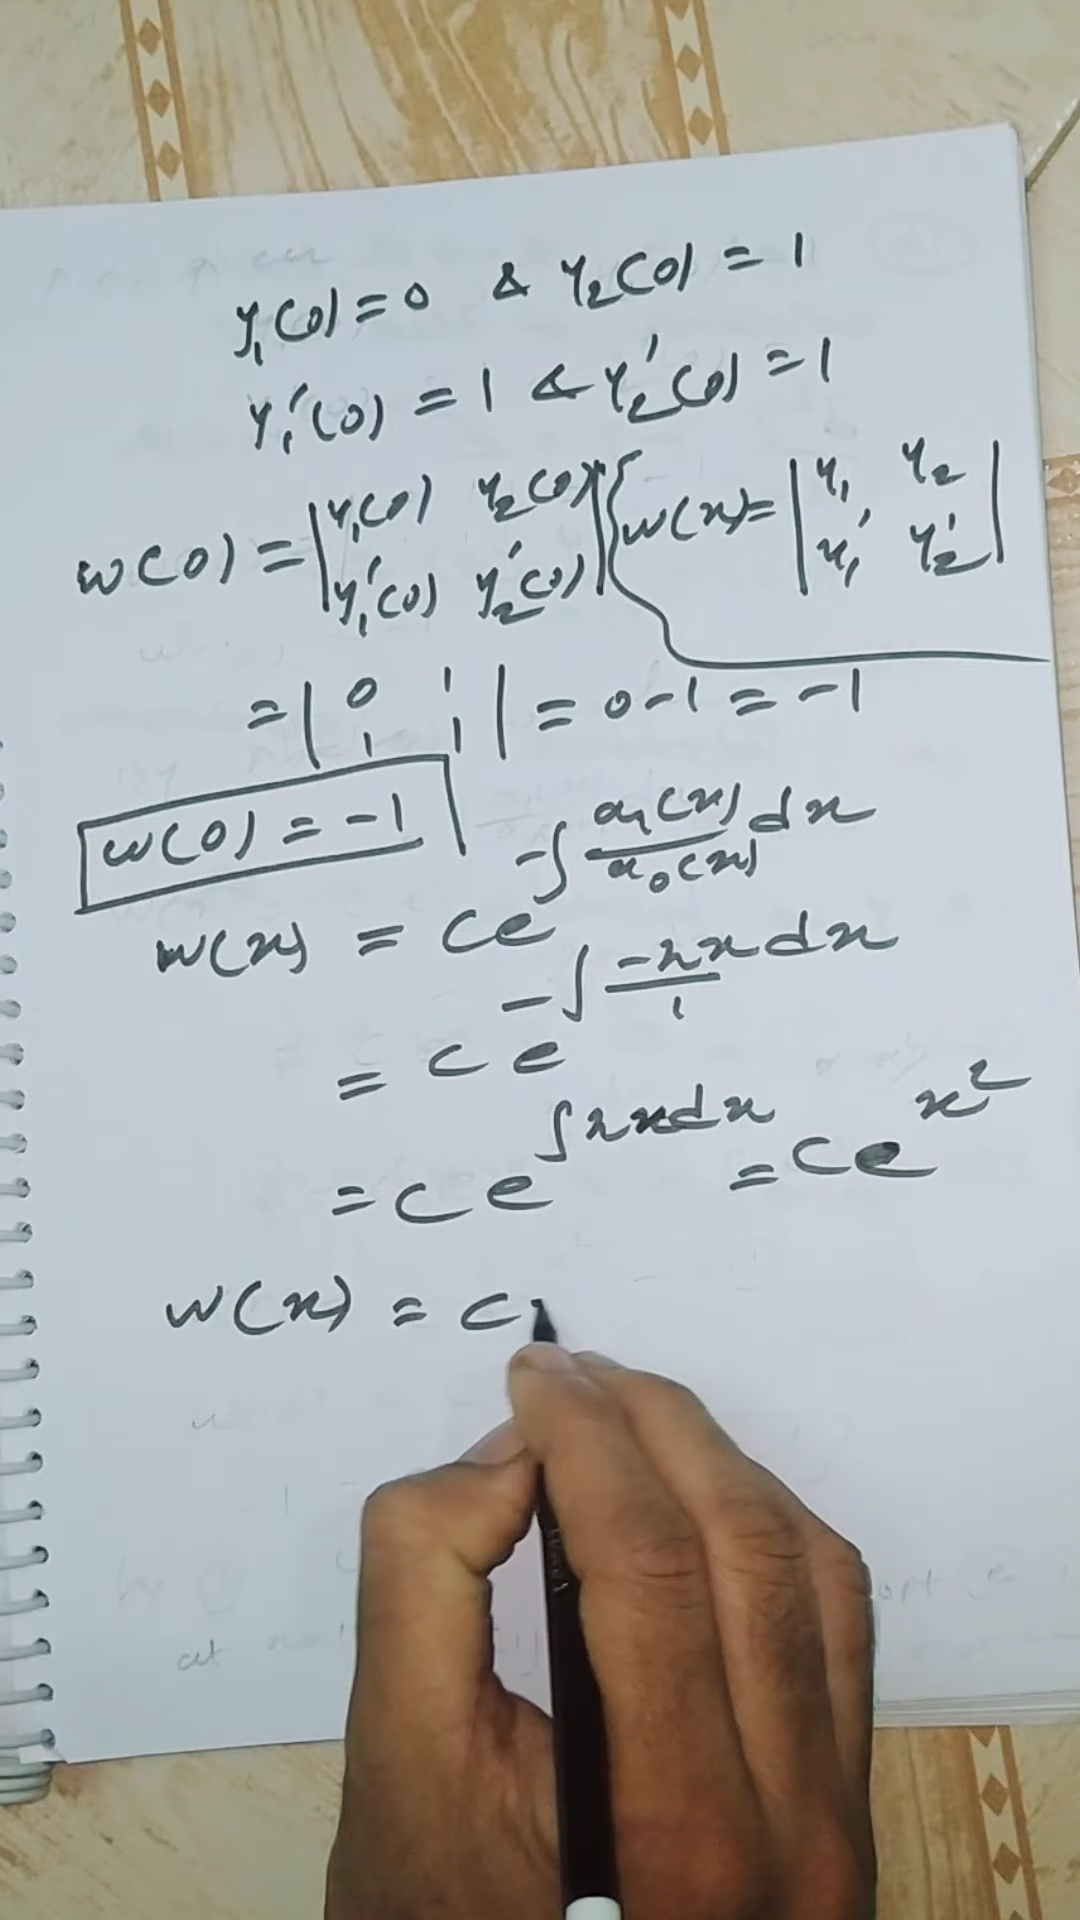 y₁(0) = 0 & y₂(0) = 1
y₁'(0) = 1 & y₂'(0) = 1
w(0) = | y₁(0) y₂(0) |
| y₁'(0) y₂'(0) |
w(x) = | y₁ y₂ |
| y₁' y₂' |
= | 0 1 | = 0-1 = -1
| 1 1 |
w(0) = -1
w(x) = ce^(-∫ a₁(x)/a₀(x) dx)
= ce^(-∫ -2x/1 dx)
= ce^(∫2xdx) = ce^(x²)
w(x) = c